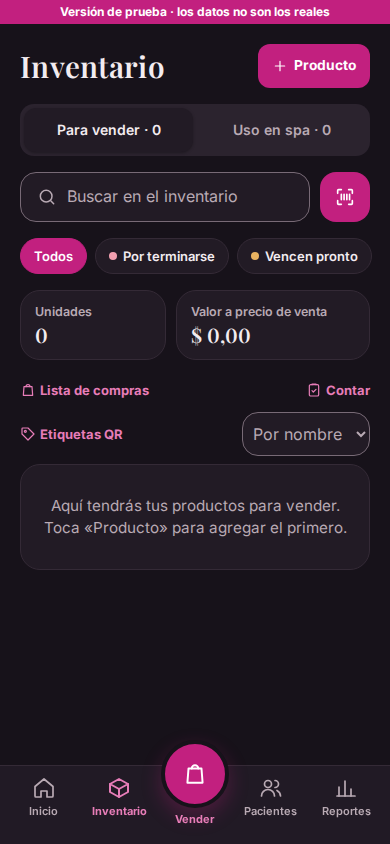 Versión de prueba · los datos no son los reales
Inventario
+ Producto
Para vender · 0
Uso en spa · 0
Buscar en el inventario
Todos
Por terminarse
Vencen pronto
Unidades
0
Valor a precio de venta
$ 0,00
Lista de compras
Contar
Etiquetas QR
Por nombre
Aquí tendrás tus productos para vender.
Toca «Producto» para agregar el primero.
Inicio
Inventario
Vender
Pacientes
Reportes